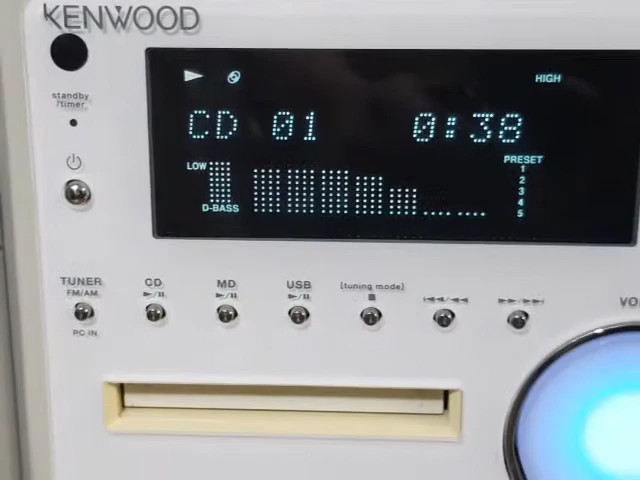 KENWOOD
standby
/timer
HIGH
CD 01 0:38
LOW
D-BASS
PRESET
1
2
3
4
5
TUNER
FM/AM
PC IN
CD
MD
USB
[tuning mode]
VO